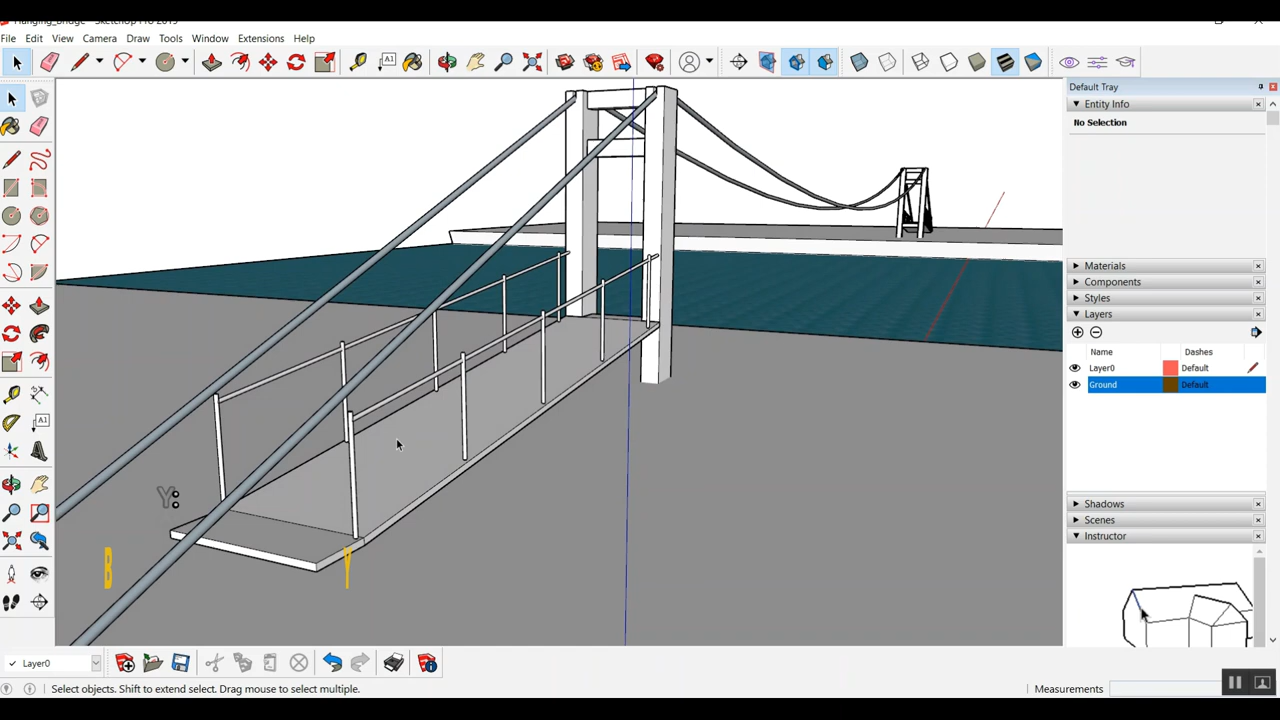 Hanging_Bridge - SketchUp Pro 2019
File Edit View Camera Draw Tools Window Extensions Help
Default Tray
Entity Info
No Selection
Materials
Components
Styles
Layers
Name Dashes
Layer0 Default
Ground Default
Shadows
Scenes
Instructor
A1
A1
Y:
B Y
Layer0
Select objects. Shift to extend select. Drag mouse to select multiple.
Measurements